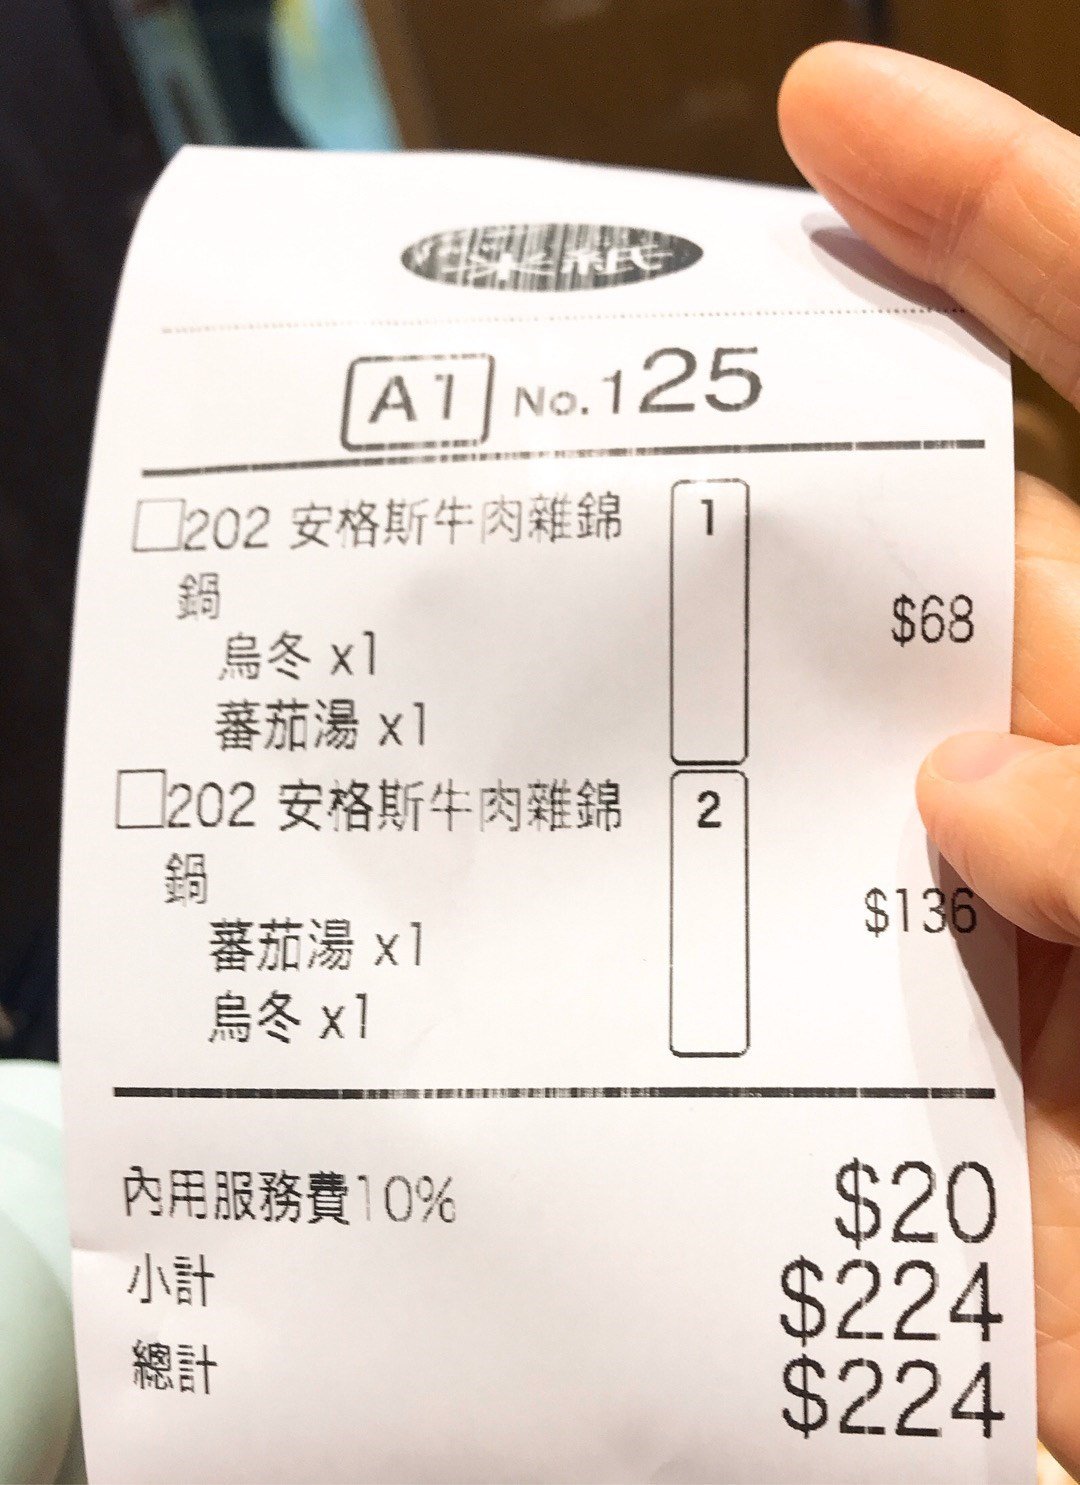 A1 No.125
202 安格斯牛肉雜錦 1
鍋
$68
烏冬 x1
蕃茄湯 x1
202 安格斯牛肉雜錦 2
鍋
蕃茄湯 x1
$136
烏冬 x1
內用服務費10% $20
小計 $224
總計 $224